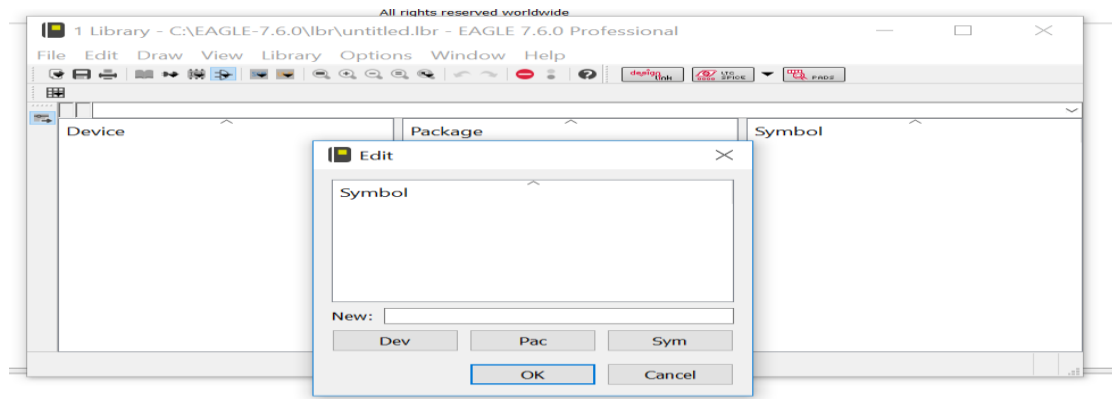 All rights reserved worldwide
1 Library - C:\EAGLE-7.6.0\lbr\untitled.lbr - EAGLE 7.6.0 Professional
File Edit Draw View Library Options Window Help
design link LTC SPICE PADS
Device Package Symbol
Edit
Symbol
New:
Dev Pac Sym
OK Cancel